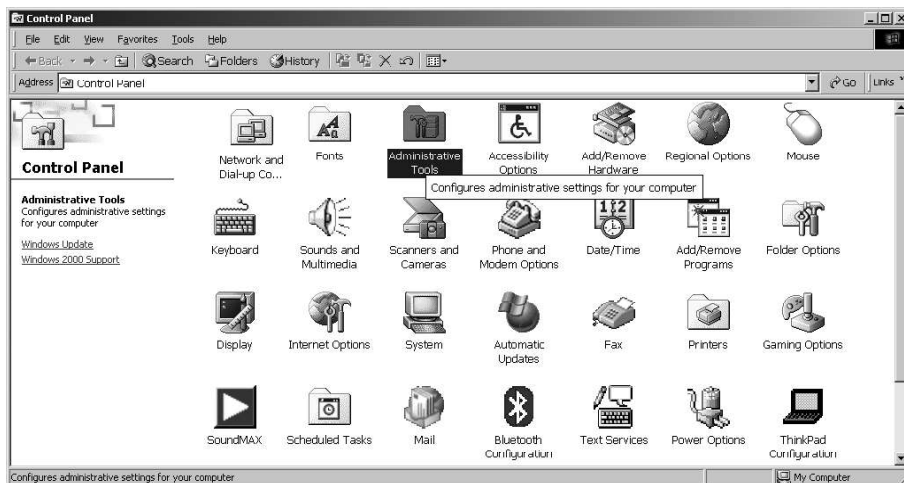 Control Panel
File Edit View Favorites Tools Help
Back Search Folders History
Address Control Panel Go Links »
Control Panel
Administrative Tools
Configures administrative settings
for your computer
Windows Update
Windows 2000 Support
Network and
Dial-up Co...
Fonts
Administrative
Tools
Accessibility
Options
Add/Remove
Hardware
Regional Options
Mouse
Configures administrative settings for your computer
Keyboard
Sounds and
Multimedia
Scanners and
Cameras
Phone and
Modem Options
Date/Time
Add/Remove
Programs
Folder Options
Display
Internet Options
System
Automatic
Updates
Fax
Printers
Gaming Options
SoundMAX
Scheduled Tasks
Mail
Bluetooth
Configuration
Text Services
Power Options
ThinkPad
Configuration
Configures administrative settings for your computer
My Computer